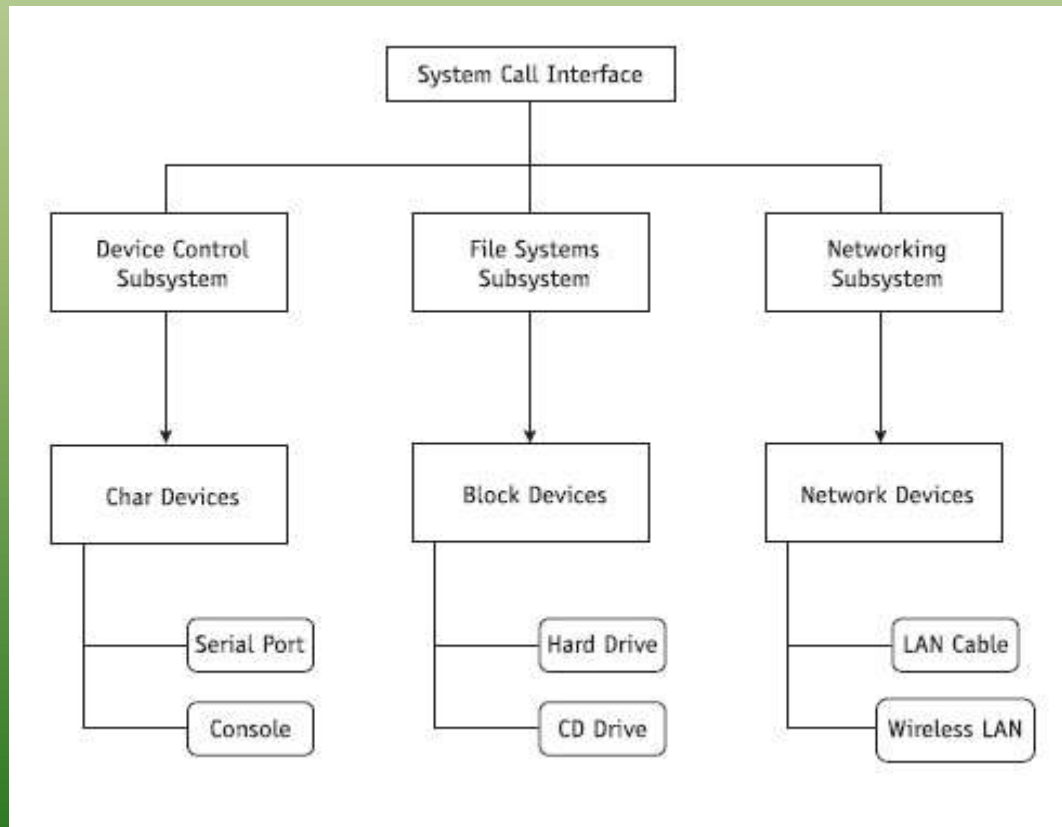 System Call Interface
Device Control
Subsystem
File Systems
Subsystem
Networking
Subsystem
Char Devices
Block Devices
Network Devices
Serial Port
Hard Drive
LAN Cable
Console
CD Drive
Wireless LAN